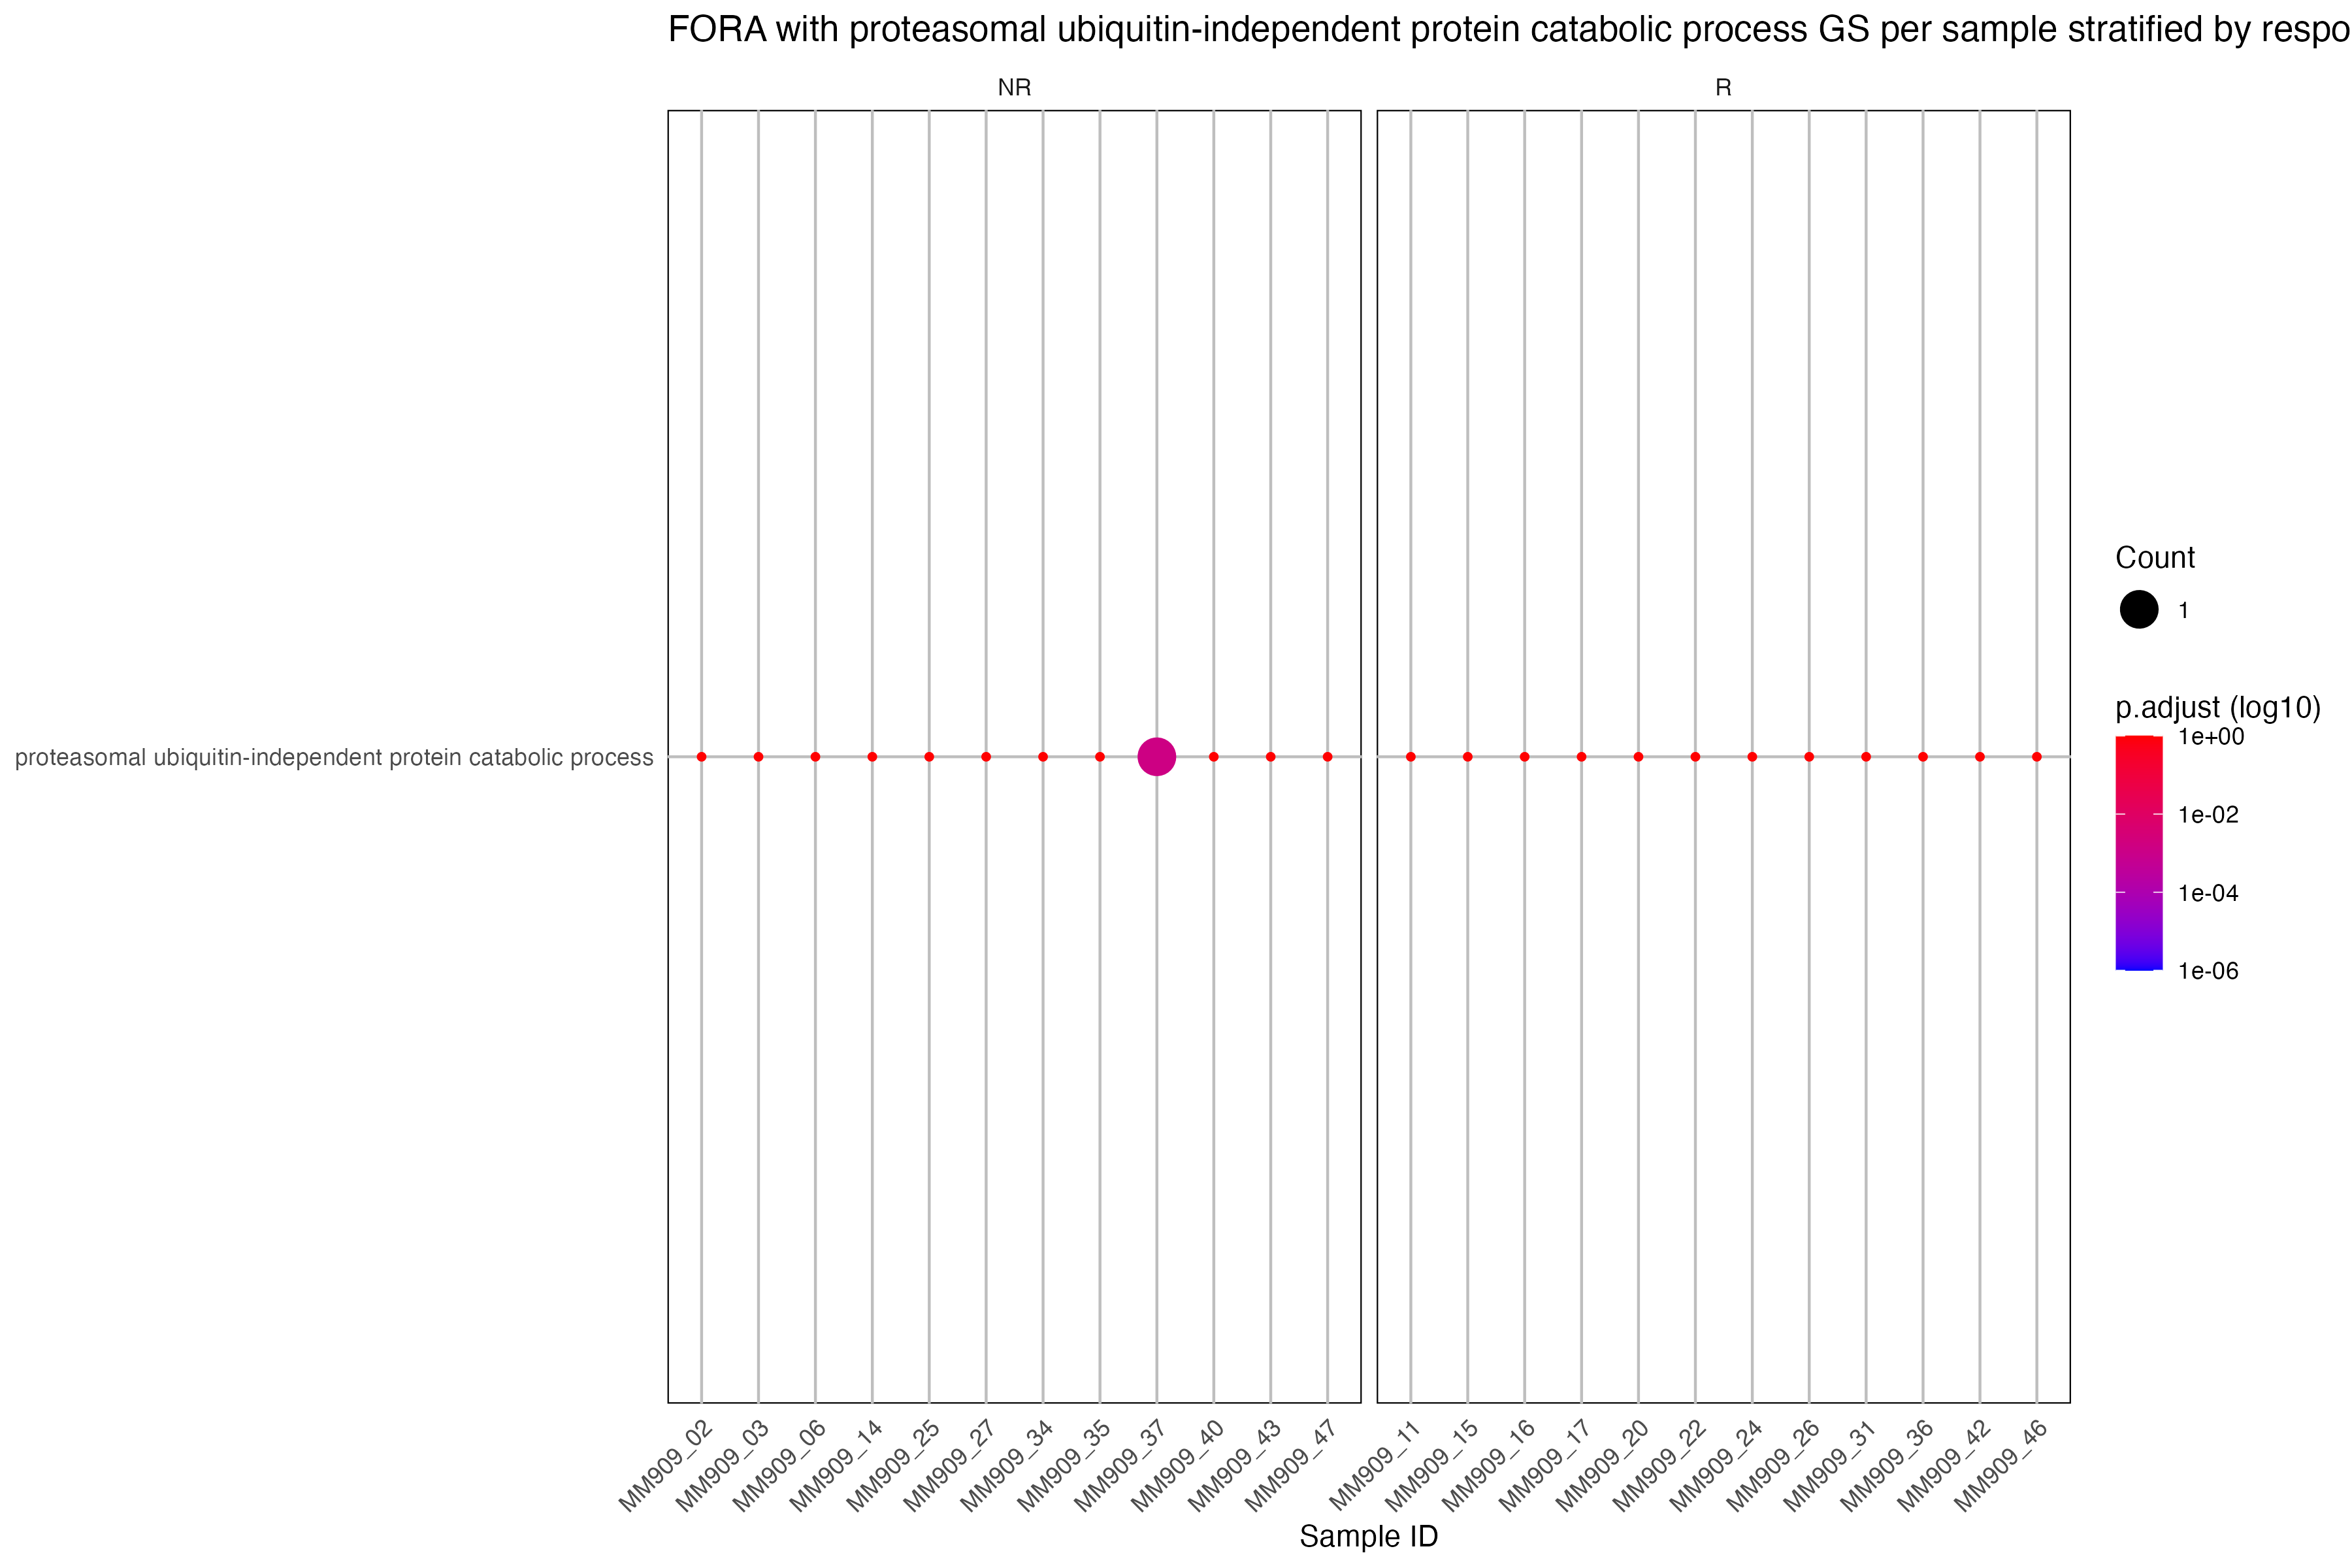 FORA with proteasomal ubiquitin-independent protein catabolic process GS per sample stratified by respo
NR
R
proteasomal ubiquitin-independent protein catabolic process
Count
1
p.adjust (log10)
1e+00
1e-02
1e-04
1e-06
MM909_02
MM909_03
MM909_06
MM909_14
MM909_25
MM909_27
MM909_34
MM909_35
MM909_37
MM909_40
MM909_43
MM909_47
MM909_11
MM909_15
MM909_16
MM909_17
MM909_20
MM909_22
MM909_24
MM909_26
MM909_31
MM909_36
MM909_42
MM909_46
Sample ID